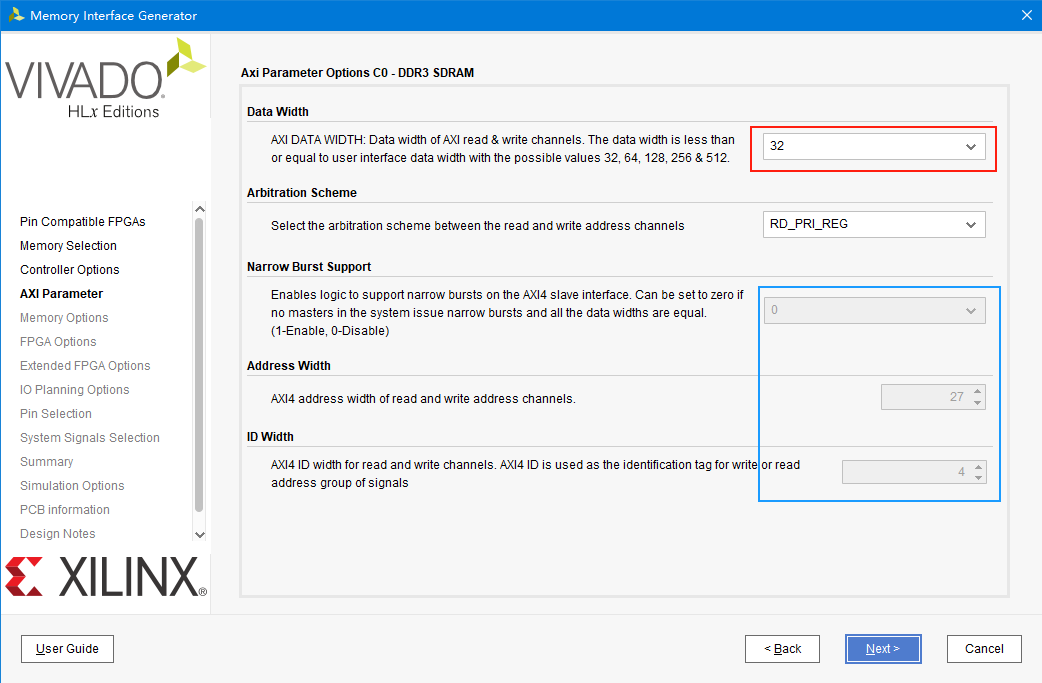 Memory Interface Generator
VIVADO.
HLx Editions
Pin Compatible FPGAs
Memory Selection
Controller Options
AXI Parameter
Memory Options
FPGA Options
Extended FPGA Options
IO Planning Options
Pin Selection
System Signals Selection
Summary
Simulation Options
PCB information
Design Notes
XILINX®
Axi Parameter Options C0 - DDR3 SDRAM
Data Width
AXI DATA WIDTH: Data width of AXI read & write channels. The data width is less than
or equal to user interface data width with the possible values 32, 64, 128, 256 & 512.
32
Arbitration Scheme
Select the arbitration scheme between the read and write address channels
RD_PRI_REG
Narrow Burst Support
Enables logic to support narrow bursts on the AXI4 slave interface. Can be set to zero if
no masters in the system issue narrow bursts and all the data widths are equal.
(1-Enable, 0-Disable)
0
Address Width
AXI4 address width of read and write address channels.
27
ID Width
AXI4 ID width for read and write channels. AXI4 ID is used as the identification tag for write or read
address group of signals
4
User Guide
< Back
Next >
Cancel